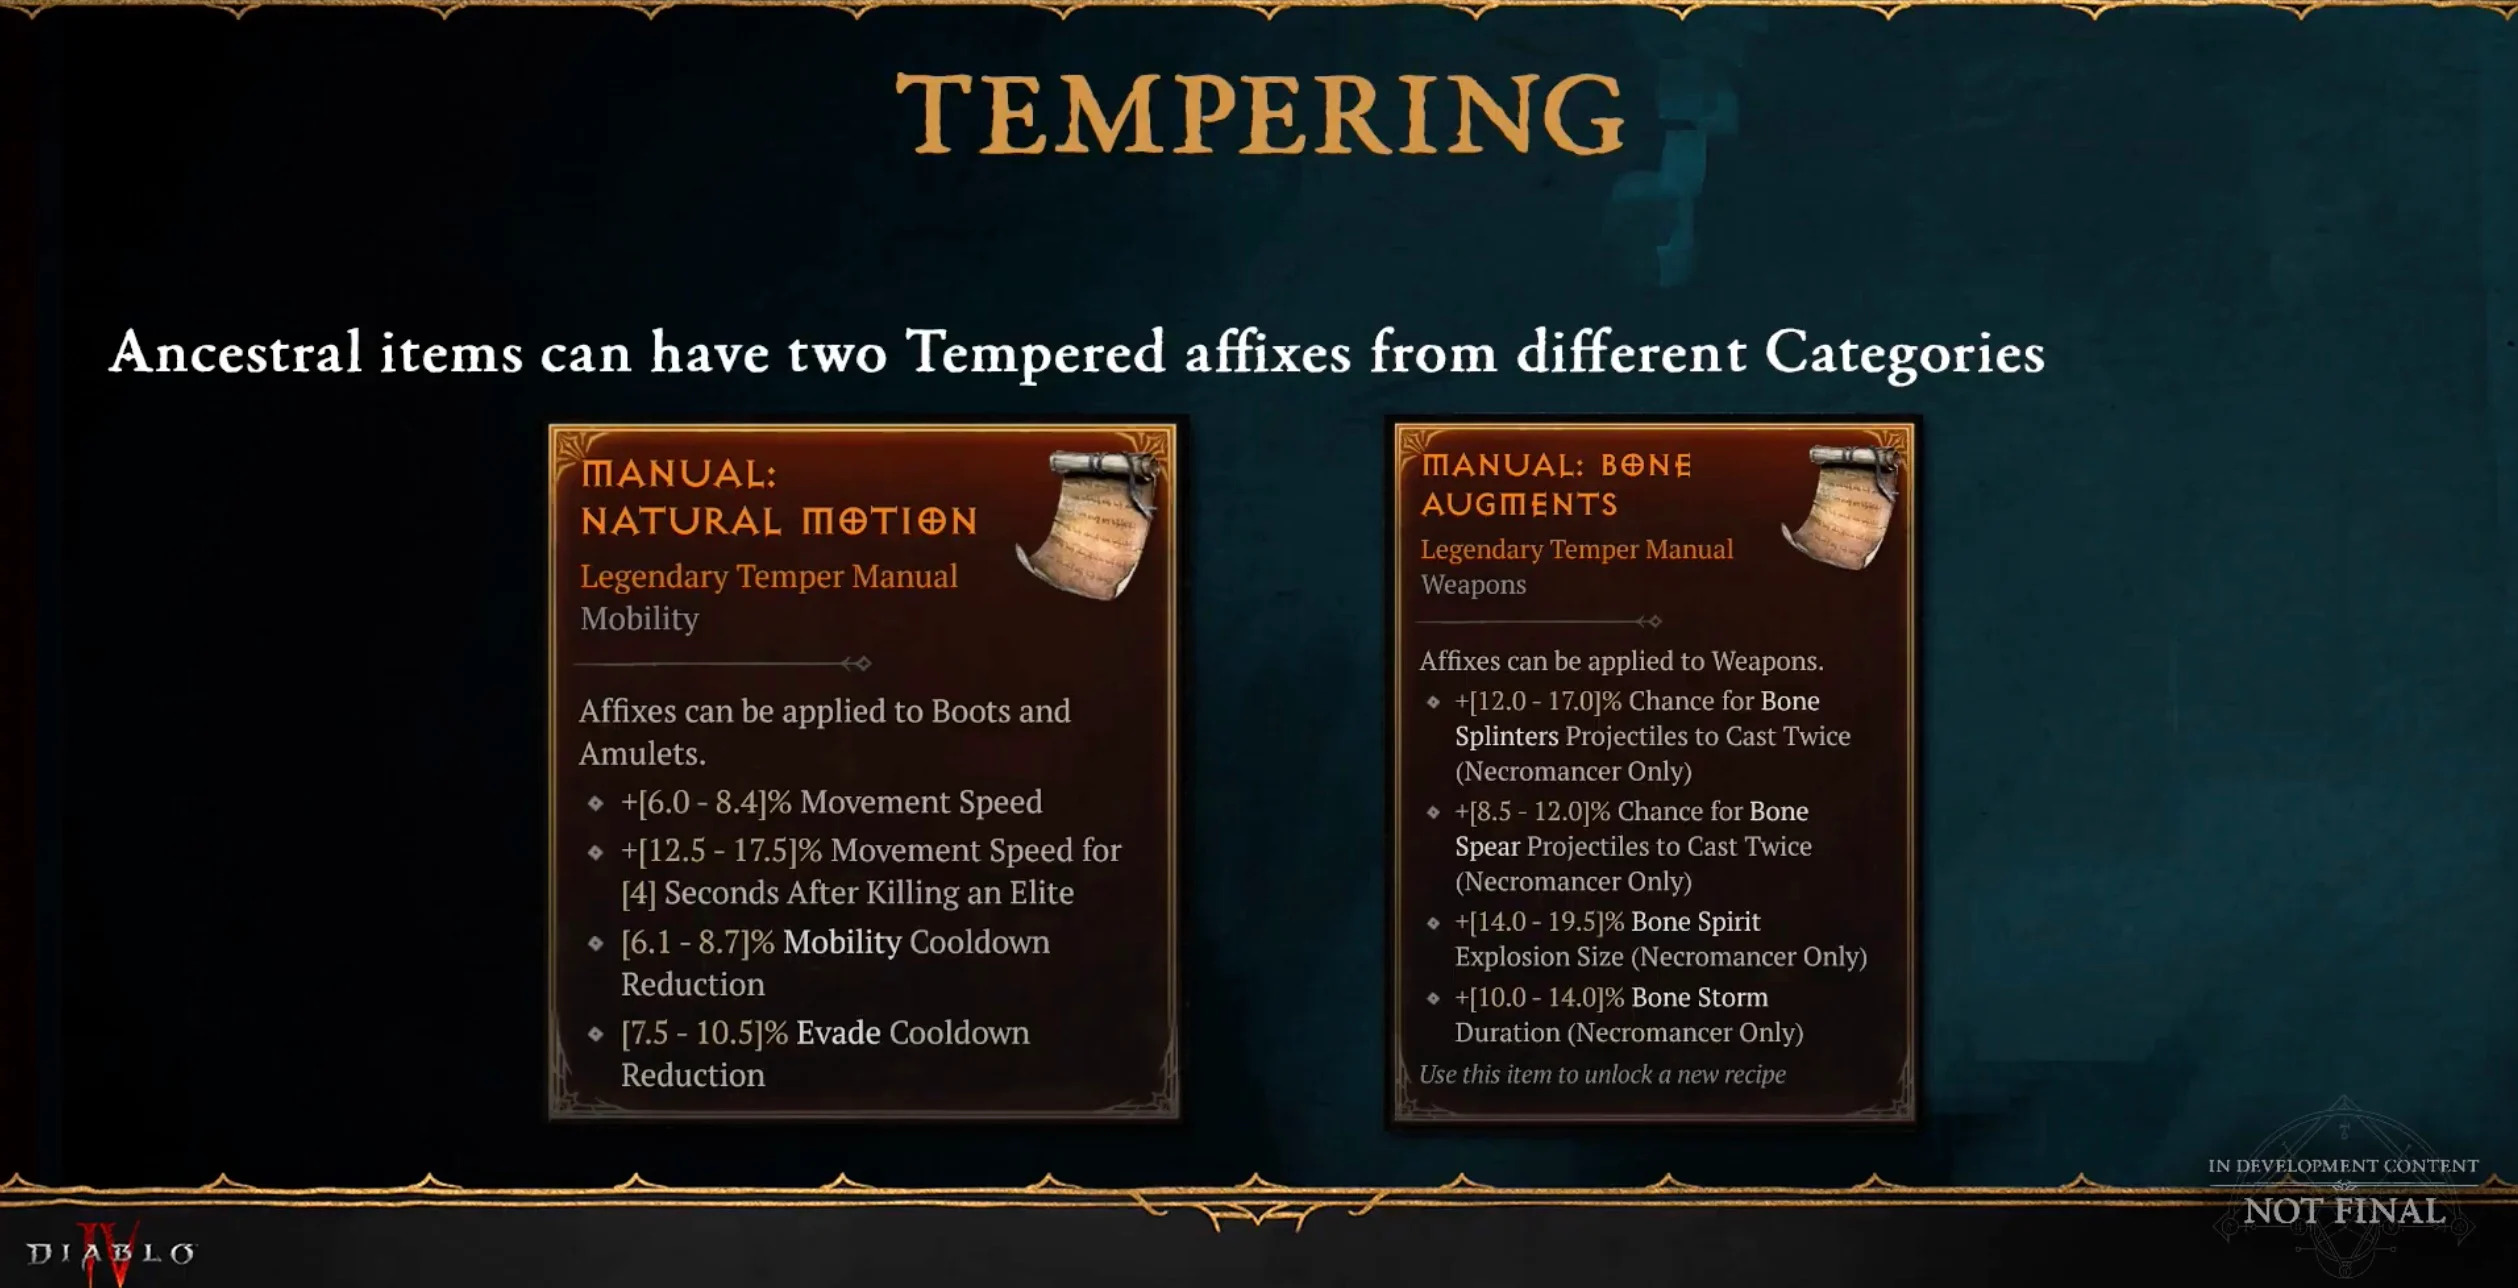 TEMPERING
Ancestral items can have two Tempered affixes from different Categories
MANUAL:
NATURAL MOTION
Legendary Temper Manual
Mobility
Affixes can be applied to Boots and
Amulets.
+[6.0 - 8.4]% Movement Speed
+[12.5 - 17.5]% Movement Speed for
[4] Seconds After Killing an Elite
[6.1 - 8.7]% Mobility Cooldown
Reduction
[7.5 - 10.5]% Evade Cooldown
Reduction
MANUAL: BONE
AUGMENTS
Legendary Temper Manual
Weapons
Affixes can be applied to Weapons.
+[12.0 - 17.0]% Chance for Bone
Splinters Projectiles to Cast Twice
(Necromancer Only)
+[8.5 - 12.0]% Chance for Bone
Spear Projectiles to Cast Twice
(Necromancer Only)
+[14.0 - 19.5]% Bone Spirit
Explosion Size (Necromancer Only)
+[10.0 - 14.0]% Bone Storm
Duration (Necromancer Only)
Use this item to unlock a new recipe
IN DEVELOPMENT CONTENT
NOT FINAL
DIABLO
IV